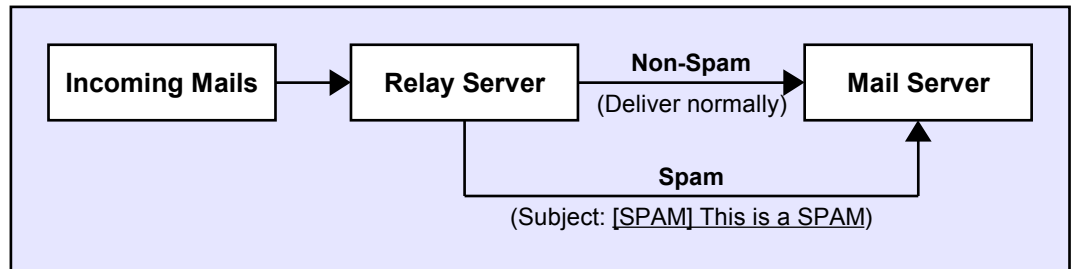 Incoming Mails
Relay Server
Non-Spam
(Deliver normally)
Mail Server
Spam
(Subject: [SPAM] This is a SPAM)